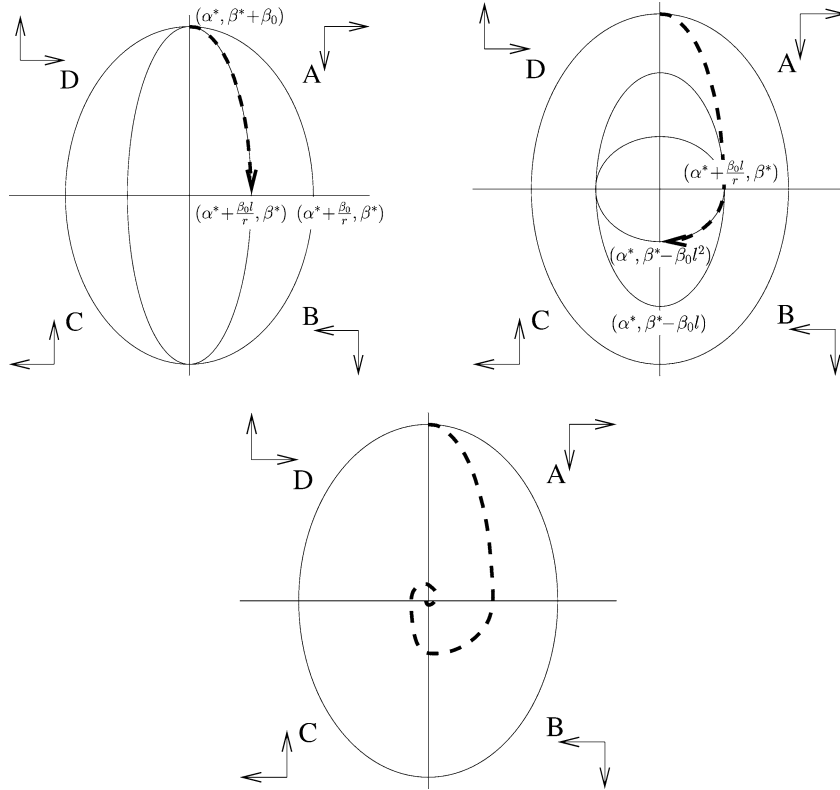 (α*, β*+β₀)
D
A
(α*+β₀l/r, β*) (α*+β₀/r, β*)
C
B
D
A
(α*+β₀l/r, β*)
(α*, β*−β₀l²)
(α*, β*−β₀l)
C
B
D
A
C
B